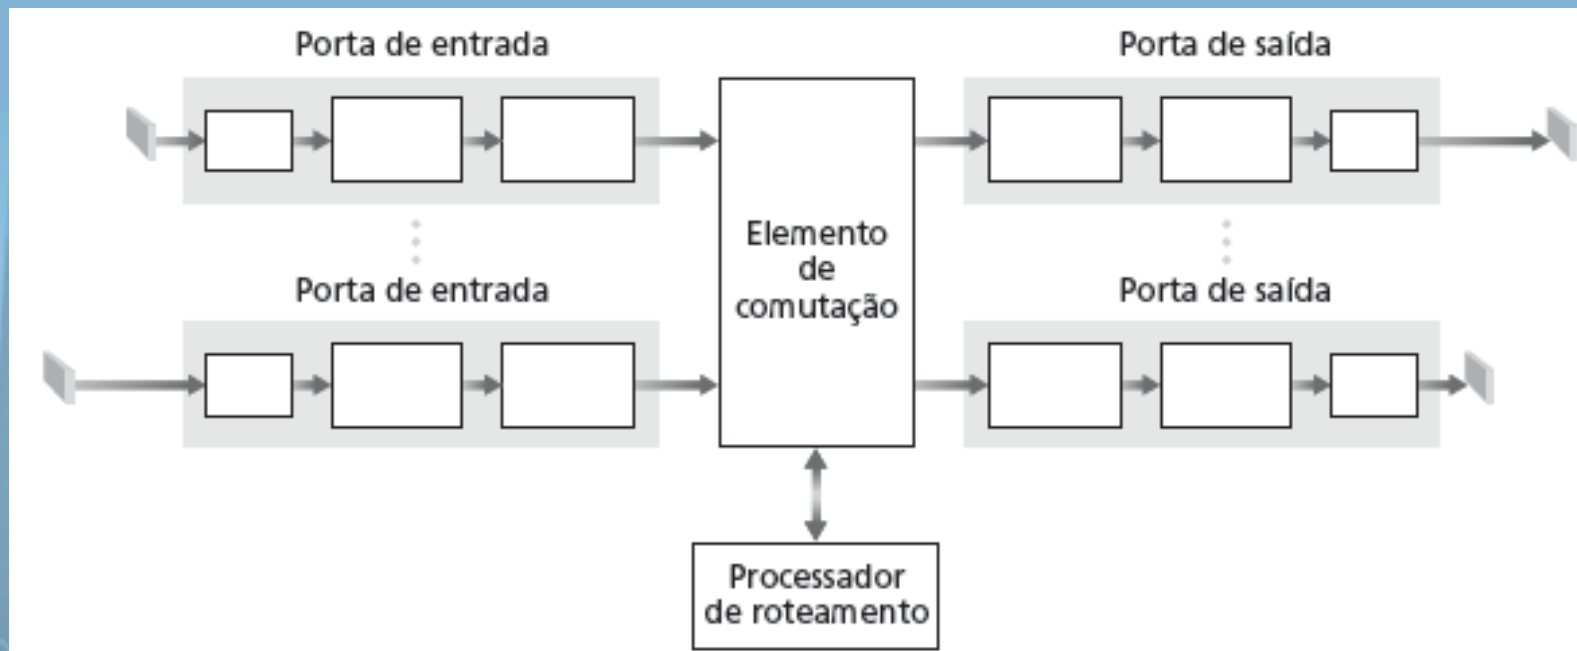 Porta de entrada
Porta de saída
Elemento
de
comutação
Porta de entrada
Porta de saída
Processador
de roteamento